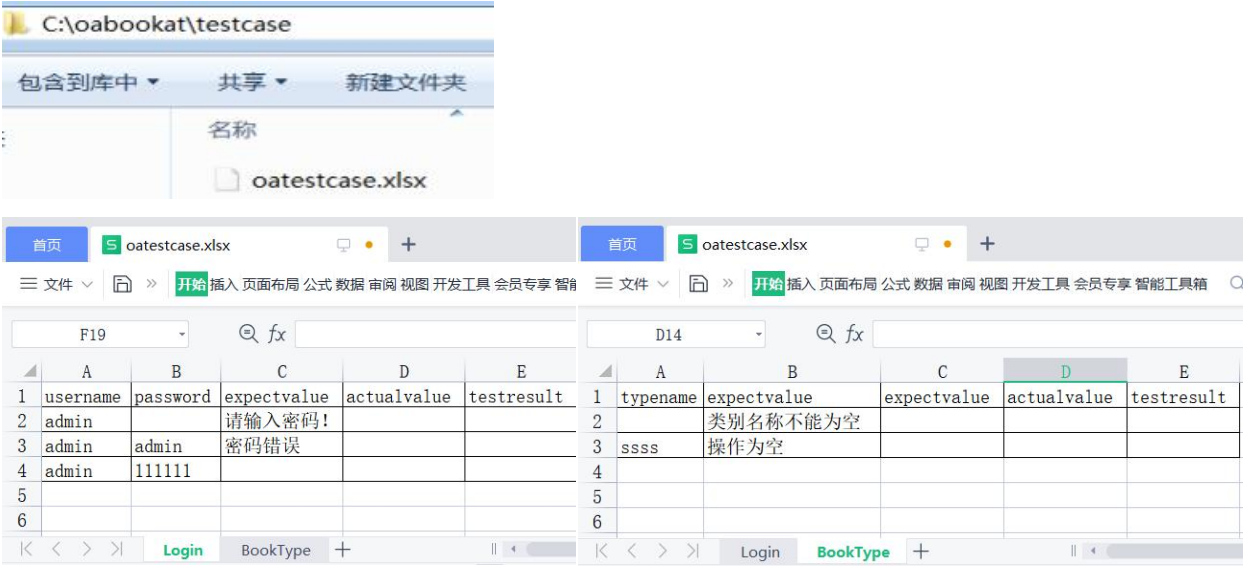 C:\oabookat\testcase
包含到库中 共享 新建文件夹
名称
oatestcase.xlsx
首页 S oatestcase.xlsx +
文件 » 开始 插入 页面布局 公式 数据 审阅 视图 开发工具 会员专享
F19 fx
A B C D E
1 username password expectvalue actualvalue testresult
2 admin 请输入密码!
3 admin admin 密码错误
4 admin 111111
5
6
Login BookType +
首页 S oatestcase.xlsx +
文件 » 开始 插入 页面布局 公式 数据 审阅 视图 开发工具 会员专享 智能工具箱
D14 fx
A B C D E
1 typename expectvalue expectvalue actualvalue testresult
2 类别名称不能为空
3 ssss 操作为空
4
5
6
Login BookType +